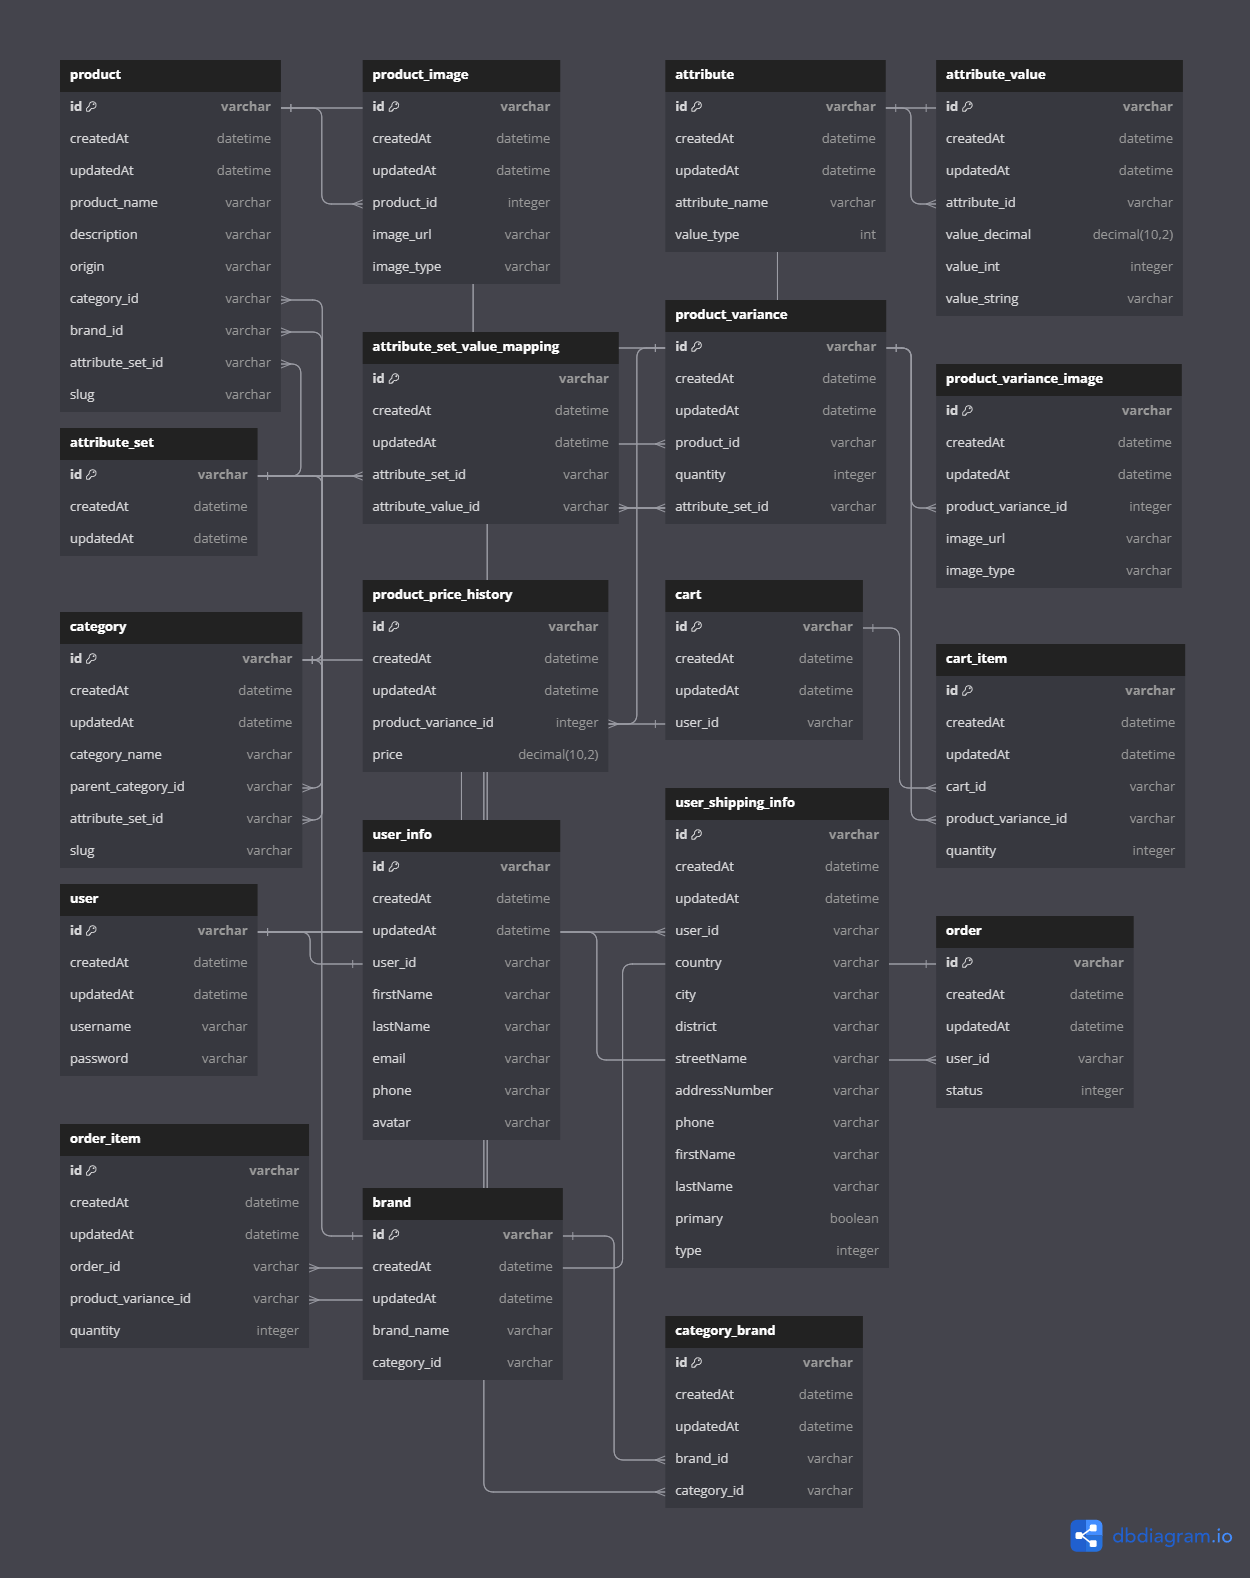 product
id varchar
createdAt datetime
updatedAt datetime
product_name varchar
description varchar
origin varchar
category_id varchar
brand_id varchar
attribute_set_id varchar
slug varchar
product_image
id varchar
createdAt datetime
updatedAt datetime
product_id integer
image_url varchar
image_type varchar
attribute
id varchar
createdAt datetime
updatedAt datetime
attribute_name varchar
value_type int
attribute_value
id varchar
createdAt datetime
updatedAt datetime
attribute_id varchar
value_decimal decimal(10,2)
value_int integer
value_string varchar
attribute_set
id varchar
createdAt datetime
updatedAt datetime
attribute_set_value_mapping
id varchar
createdAt datetime
updatedAt datetime
attribute_set_id varchar
attribute_value_id varchar
product_variance
id varchar
createdAt datetime
updatedAt datetime
product_id varchar
quantity integer
attribute_set_id varchar
product_variance_image
id varchar
createdAt datetime
updatedAt datetime
product_variance_id integer
image_url varchar
image_type varchar
category
id varchar
createdAt datetime
updatedAt datetime
category_name varchar
parent_category_id varchar
attribute_set_id varchar
slug varchar
product_price_history
id varchar
createdAt datetime
updatedAt datetime
product_variance_id integer
price decimal(10,2)
cart
id varchar
createdAt datetime
updatedAt datetime
user_id varchar
cart_item
id varchar
createdAt datetime
updatedAt datetime
cart_id varchar
product_variance_id varchar
quantity integer
user
id varchar
createdAt datetime
updatedAt datetime
username varchar
password varchar
user_info
id varchar
createdAt datetime
updatedAt datetime
user_id varchar
firstName varchar
lastName varchar
email varchar
phone varchar
avatar varchar
user_shipping_info
id varchar
createdAt datetime
updatedAt datetime
user_id varchar
country varchar
city varchar
district varchar
streetName varchar
addressNumber varchar
phone varchar
firstName varchar
lastName varchar
primary boolean
type integer
order
id varchar
createdAt datetime
updatedAt datetime
user_id varchar
status integer
order_item
id varchar
createdAt datetime
updatedAt datetime
order_id varchar
product_variance_id varchar
quantity integer
brand
id varchar
createdAt datetime
updatedAt datetime
brand_name varchar
category_id varchar
category_brand
id varchar
createdAt datetime
updatedAt datetime
brand_id varchar
category_id varchar
dbdiagram.io